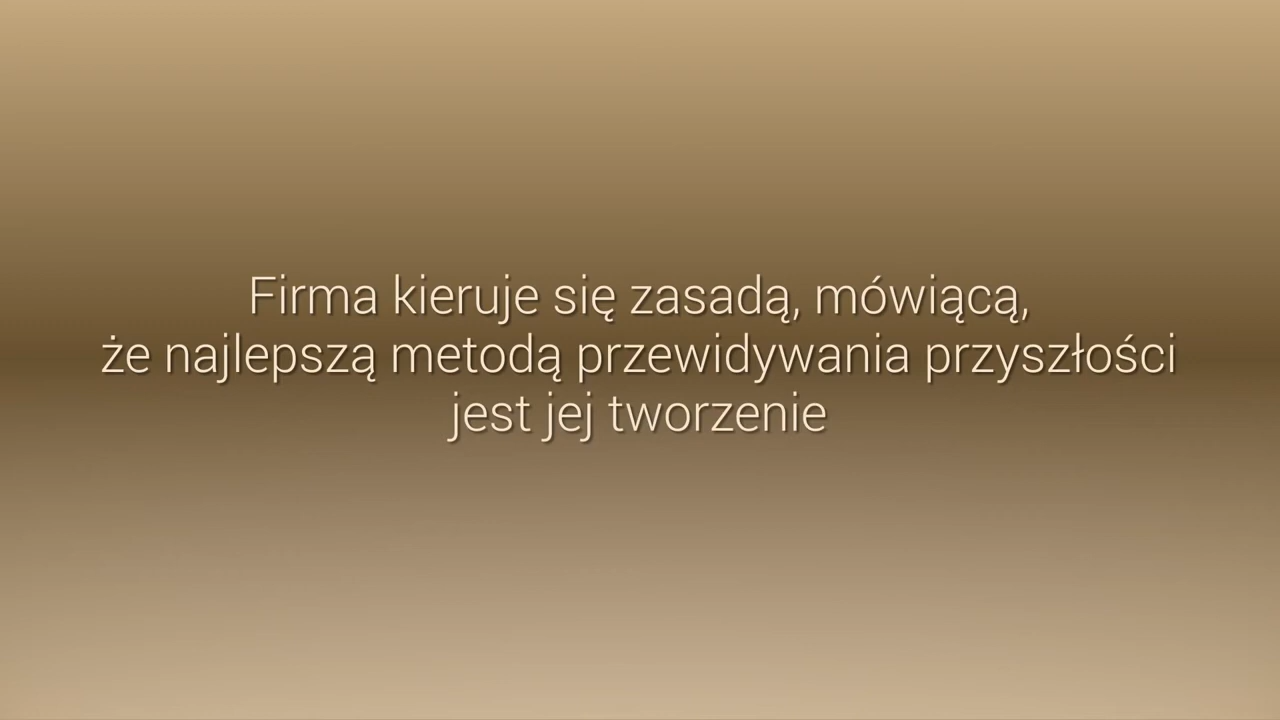 Firma kieruje się zasadą, mówiącą,
że najlepszą metodą przewidywania przyszłości
jest jej tworzenie